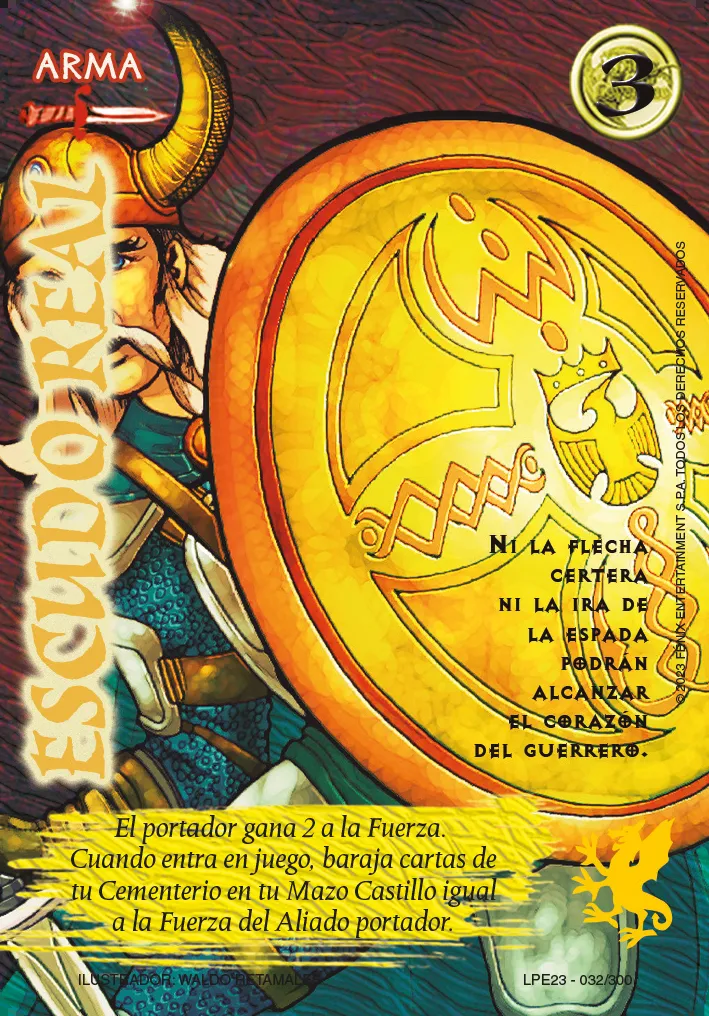 ARMA
3
ESCUDO REAL
NI LA FLECHA
CERTERA
NI LA IRA DE
LA ESPADA
PODRÁN
ALCANZAR
EL CORAZÓN
DEL GUERRERO.
© 2023 FENIX ENTERTAINMENT S.P.A. TODOS LOS DERECHOS RESERVADOS
El portador gana 2 a la Fuerza.
Cuando entra en juego, baraja cartas de
tu Cementerio en tu Mazo Castillo igual
a la Fuerza del Aliado portador.
ILUSTRADOR: WALDO RETAMALES
LPE23 - 032/300